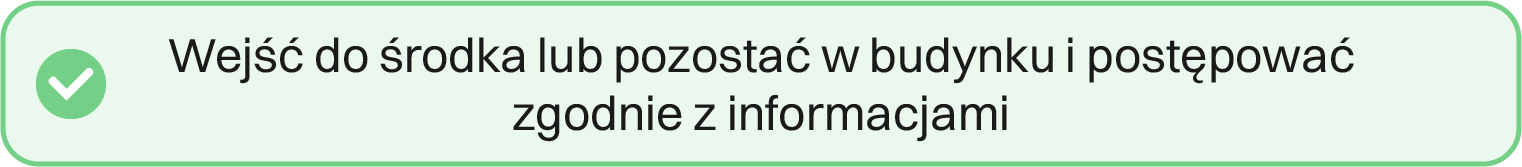 Wejść do środka lub pozostać w budynku i postępować
zgodnie z informacjami